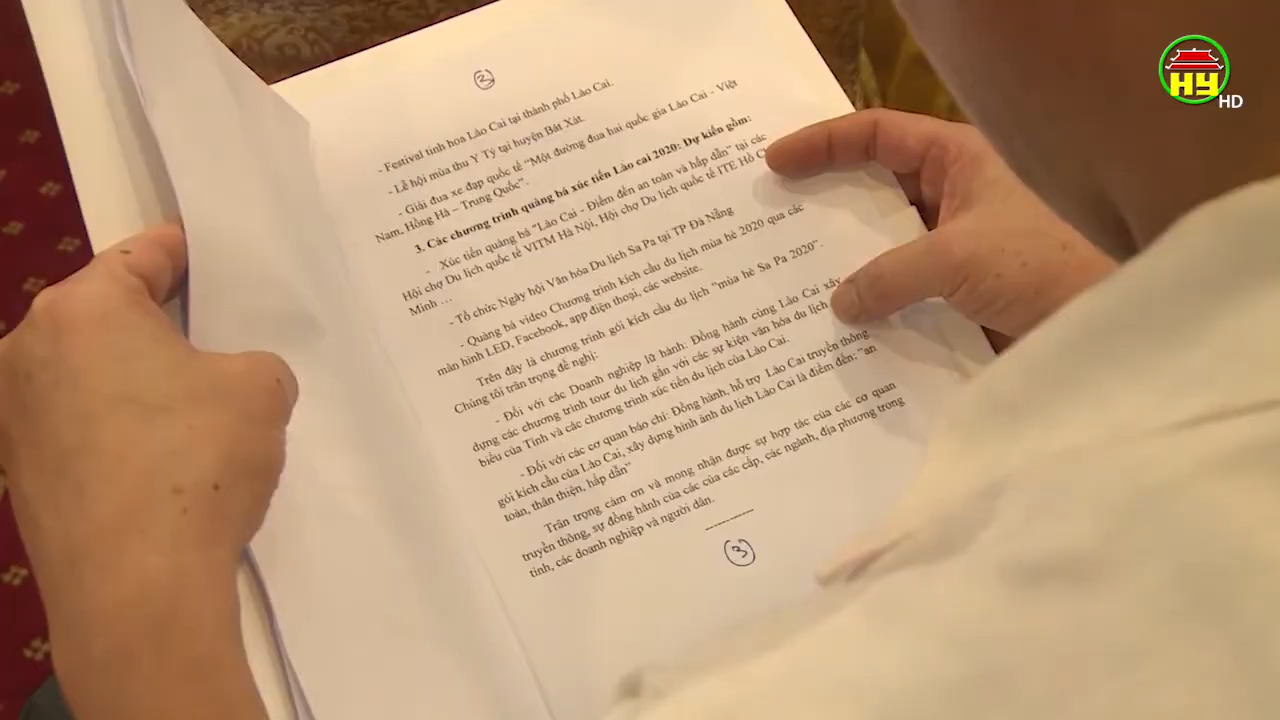 3
- Festival tinh hoa Lào Cai tại thành phố Lào Cai.
- Lễ hội mùa thu Y Tý tại huyện Bát Xát.
- Giải đua xe đạp quốc tế "Một đường đua hai quốc gia Lào Cai - Việt
Nam, Hồng Hà – Trung Quốc".
3. Các chương trình quảng bá xúc tiến Lào cai 2020: Dự kiến gồm:
- Xúc tiến quảng bá "Lào Cai - Điểm đến an toàn và hấp dẫn" tại các
Hội chợ Du lịch quốc tế VITM Hà Nội, Hội chợ Du lịch quốc tế ITE Hồ
Minh ...
- Tổ chức Ngày hội Văn hóa Du lịch Sa Pa tại TP Đà Nẵng
- Quảng bá video Chương trình kích cầu du lịch mùa hè 2020 qua các
màn hình LED, Facebook, app điện thoại, các website.
Trên đây là chương trình gói kích cầu du lịch "mùa hè Sa Pa 2020".
Chúng tôi trân trọng đề nghị:
- Đối với các Doanh nghiệp lữ hành: Đồng hành cùng Lào Cai xây
dựng các chương trình tour du lịch gắn với các sự kiện văn hóa du lịch
biểu của Tỉnh và các chương trình xúc tiến du lịch của Lào Cai.
- Đối với các cơ quan báo chí: Đồng hành, hỗ trợ Lào Cai truyền thông
gói kích cầu của Lào Cai, xây dựng hình ảnh du lịch Lào Cai là điểm đến: "an
toàn, thân thiện, hấp dẫn"
Trân trọng cảm ơn và mong nhận được sự hợp tác của các cơ quan
truyền thông, sự đồng hành của các của các cấp, các ngành, địa phương trong
tỉnh, các doanh nghiệp và người dân.
3
HY
HD